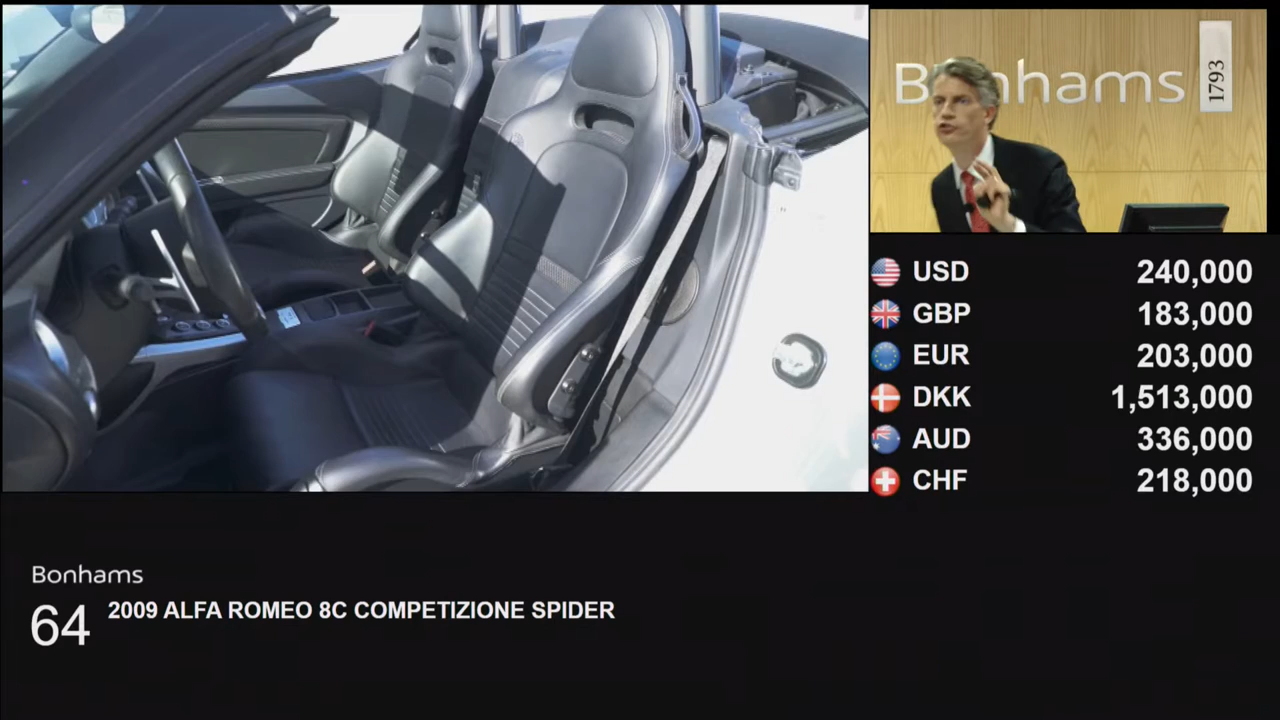 Bonhams
1793
USD 240,000
GBP 183,000
EUR 203,000
DKK 1,513,000
AUD 336,000
CHF 218,000
Bonhams
64 2009 ALFA ROMEO 8C COMPETIZIONE SPIDER